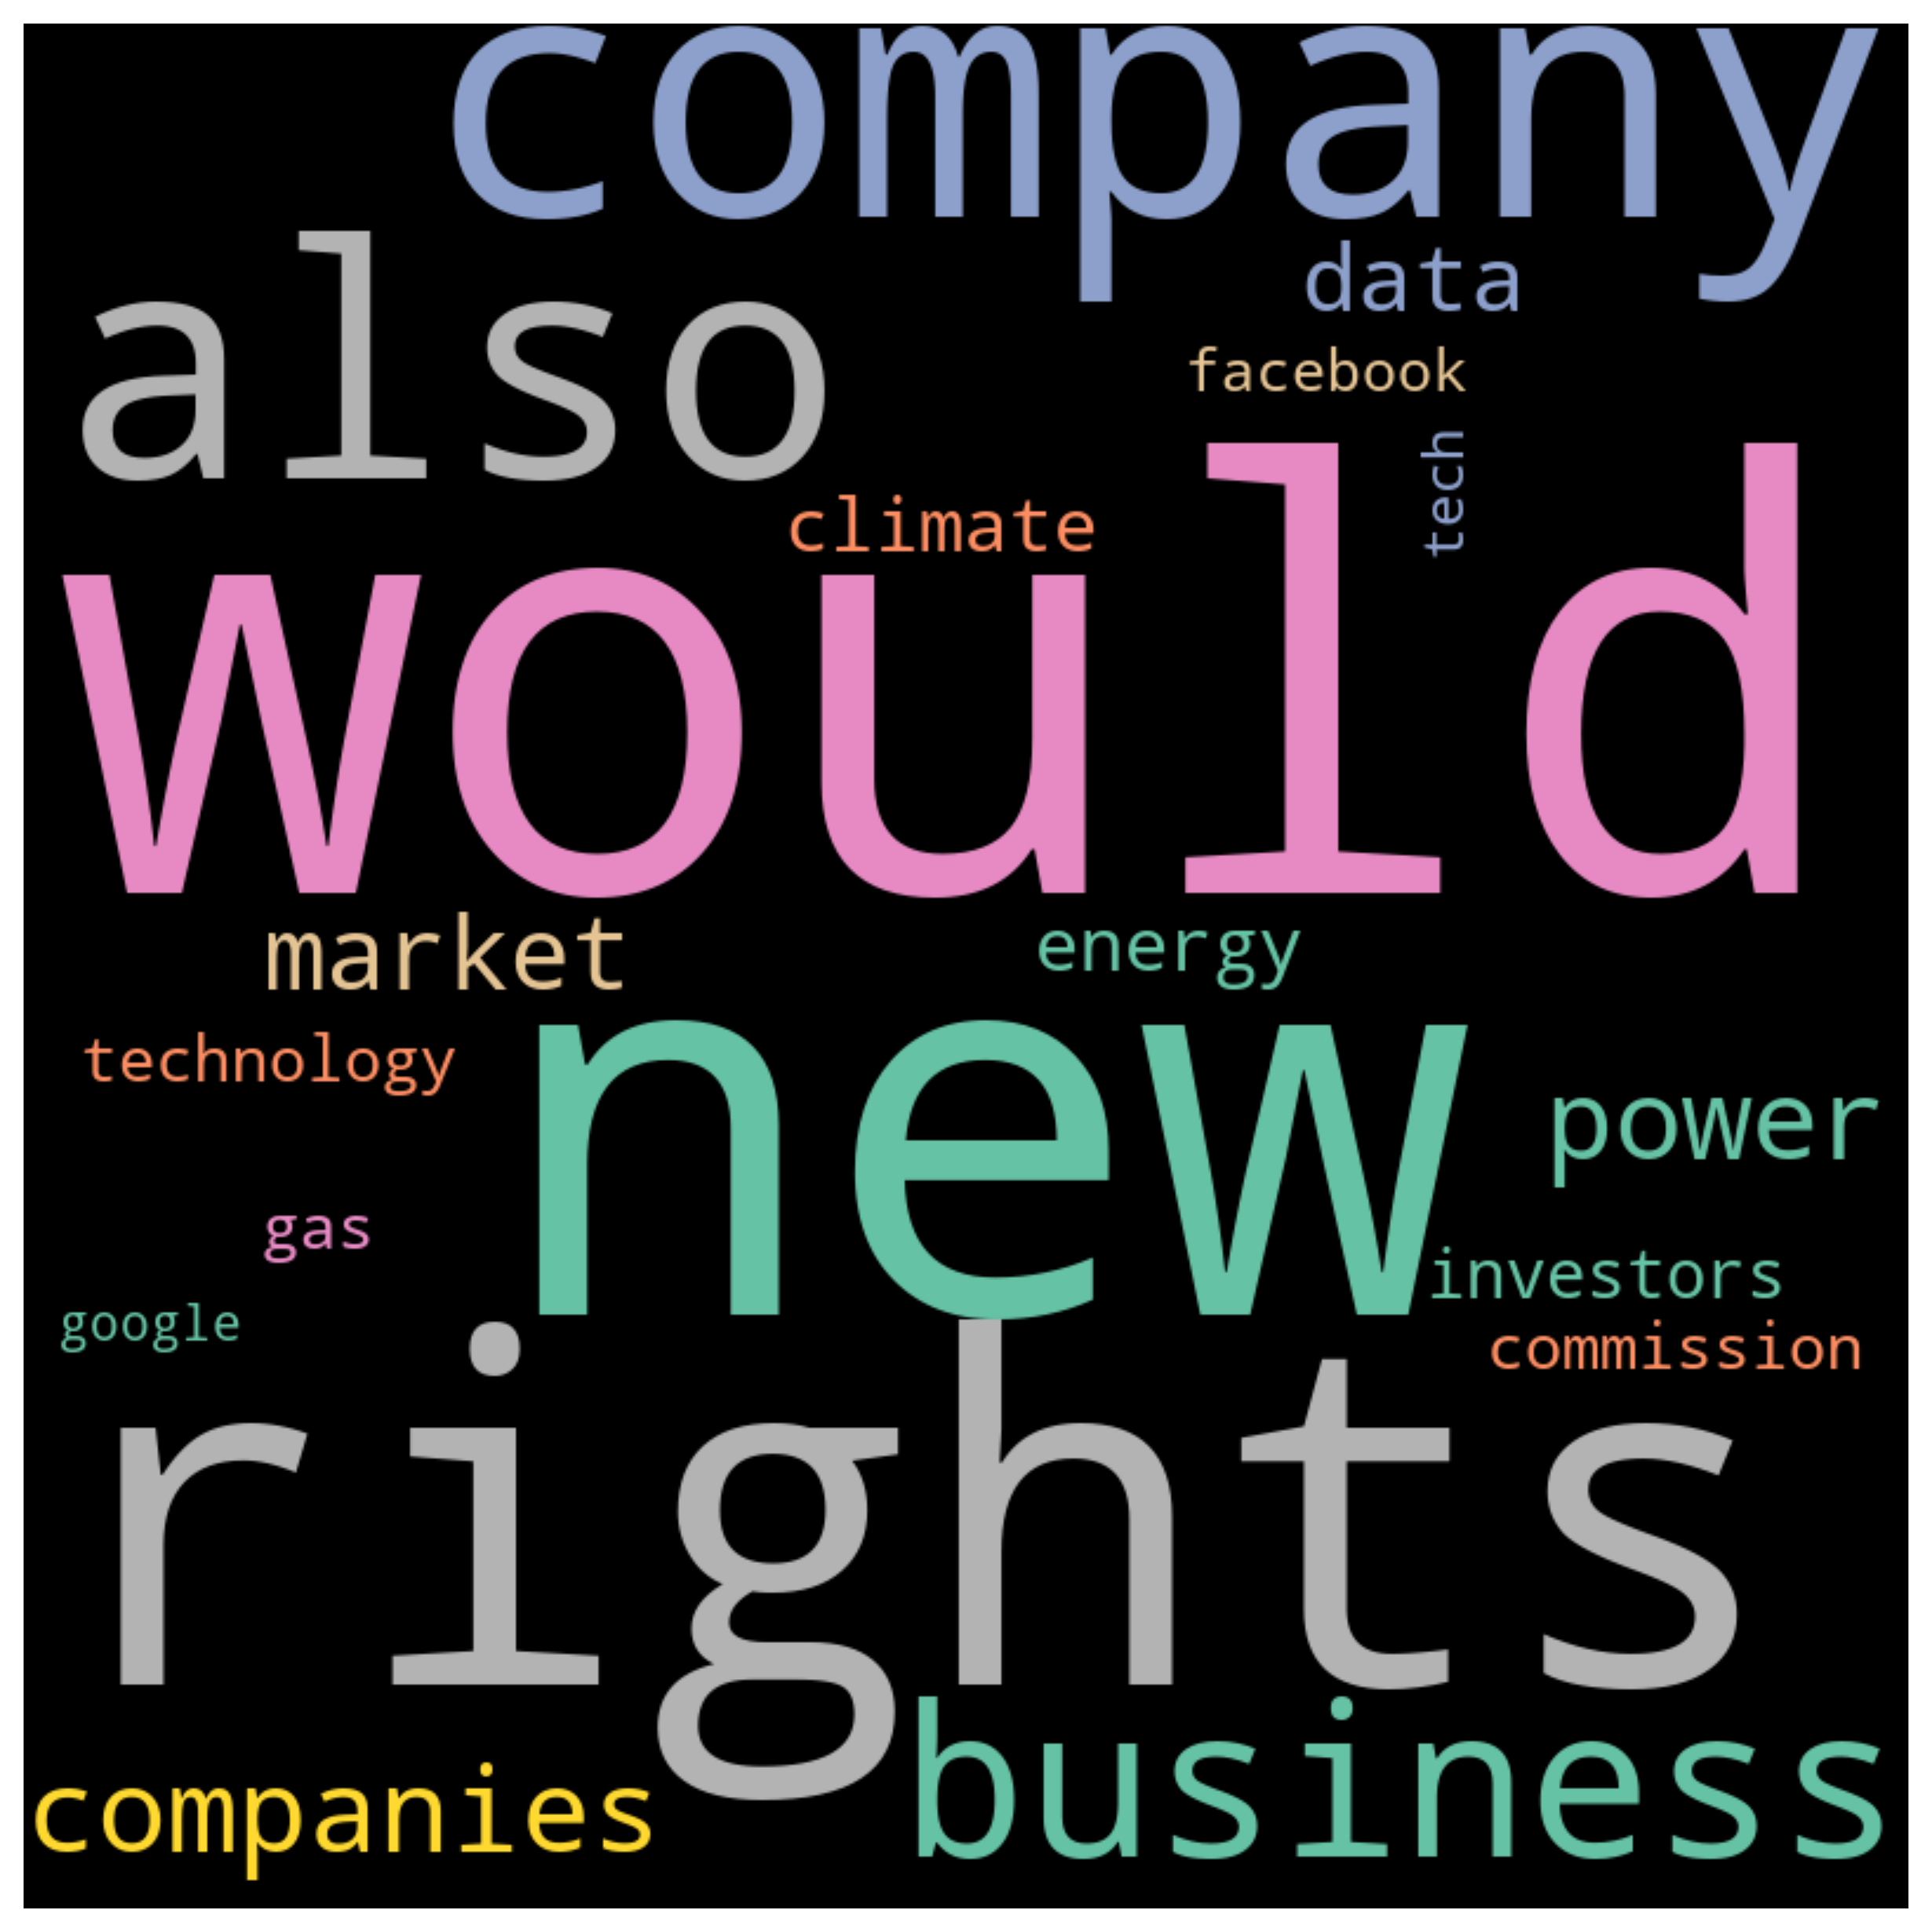 company
data
also
facebook
tech
climate
would
market
energy
technology
new
power
gas
investors
google
commission
rights
business
companies